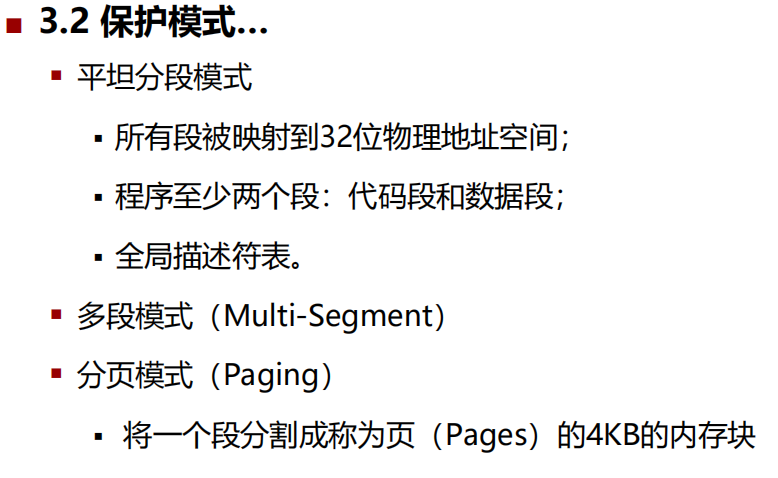 3.2 保护模式…
平坦分段模式
所有段被映射到32位物理地址空间；
程序至少两个段：代码段和数据段；
全局描述符表。
多段模式（Multi-Segment）
分页模式（Paging）
将一个段分割成称为页（Pages）的4KB的内存块